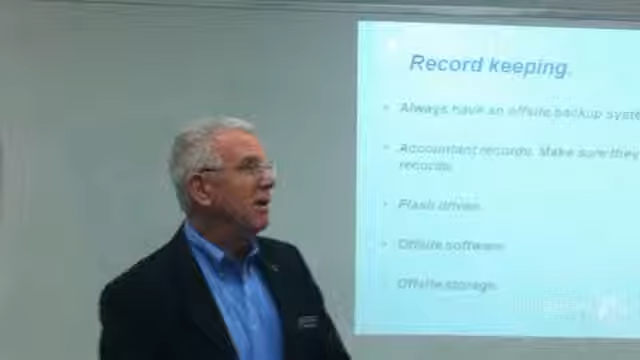 Record keeping.
• Always have an offsite backup syste
• Accountant records. Make sure they
records.
• Flash drives.
• Offsite software.
Offsite storage.